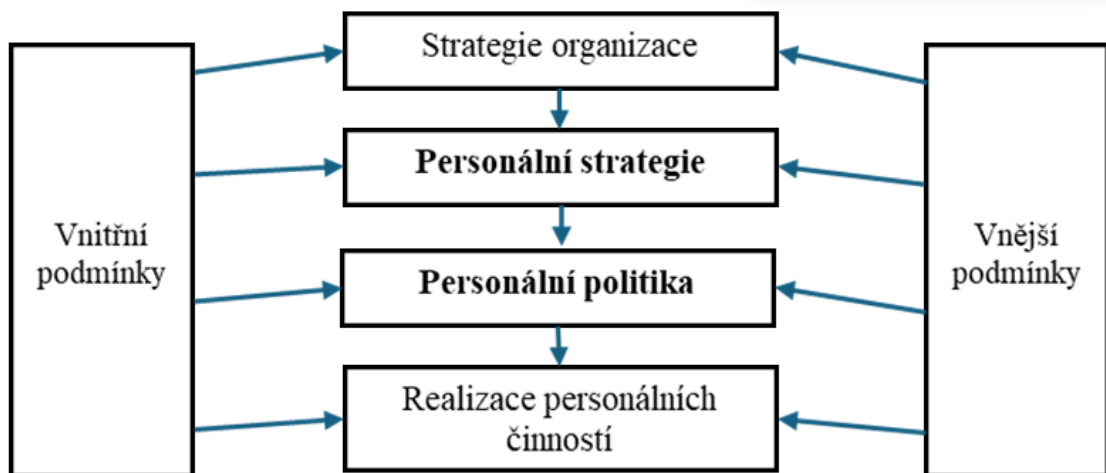 Strategie organizace
Personální strategie
Vnitřní
podmínky
Vnější
podmínky
Personální politika
Realizace personálních
činností